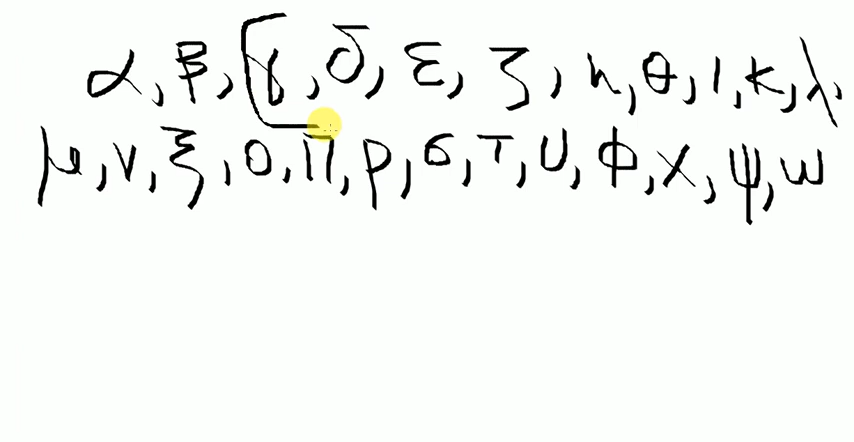 α, β, γ, δ, ε, ζ, η, θ, ι, κ, λ,
μ, ν, ξ, ο, π, ρ, σ, τ, υ, φ, χ, ψ, ω